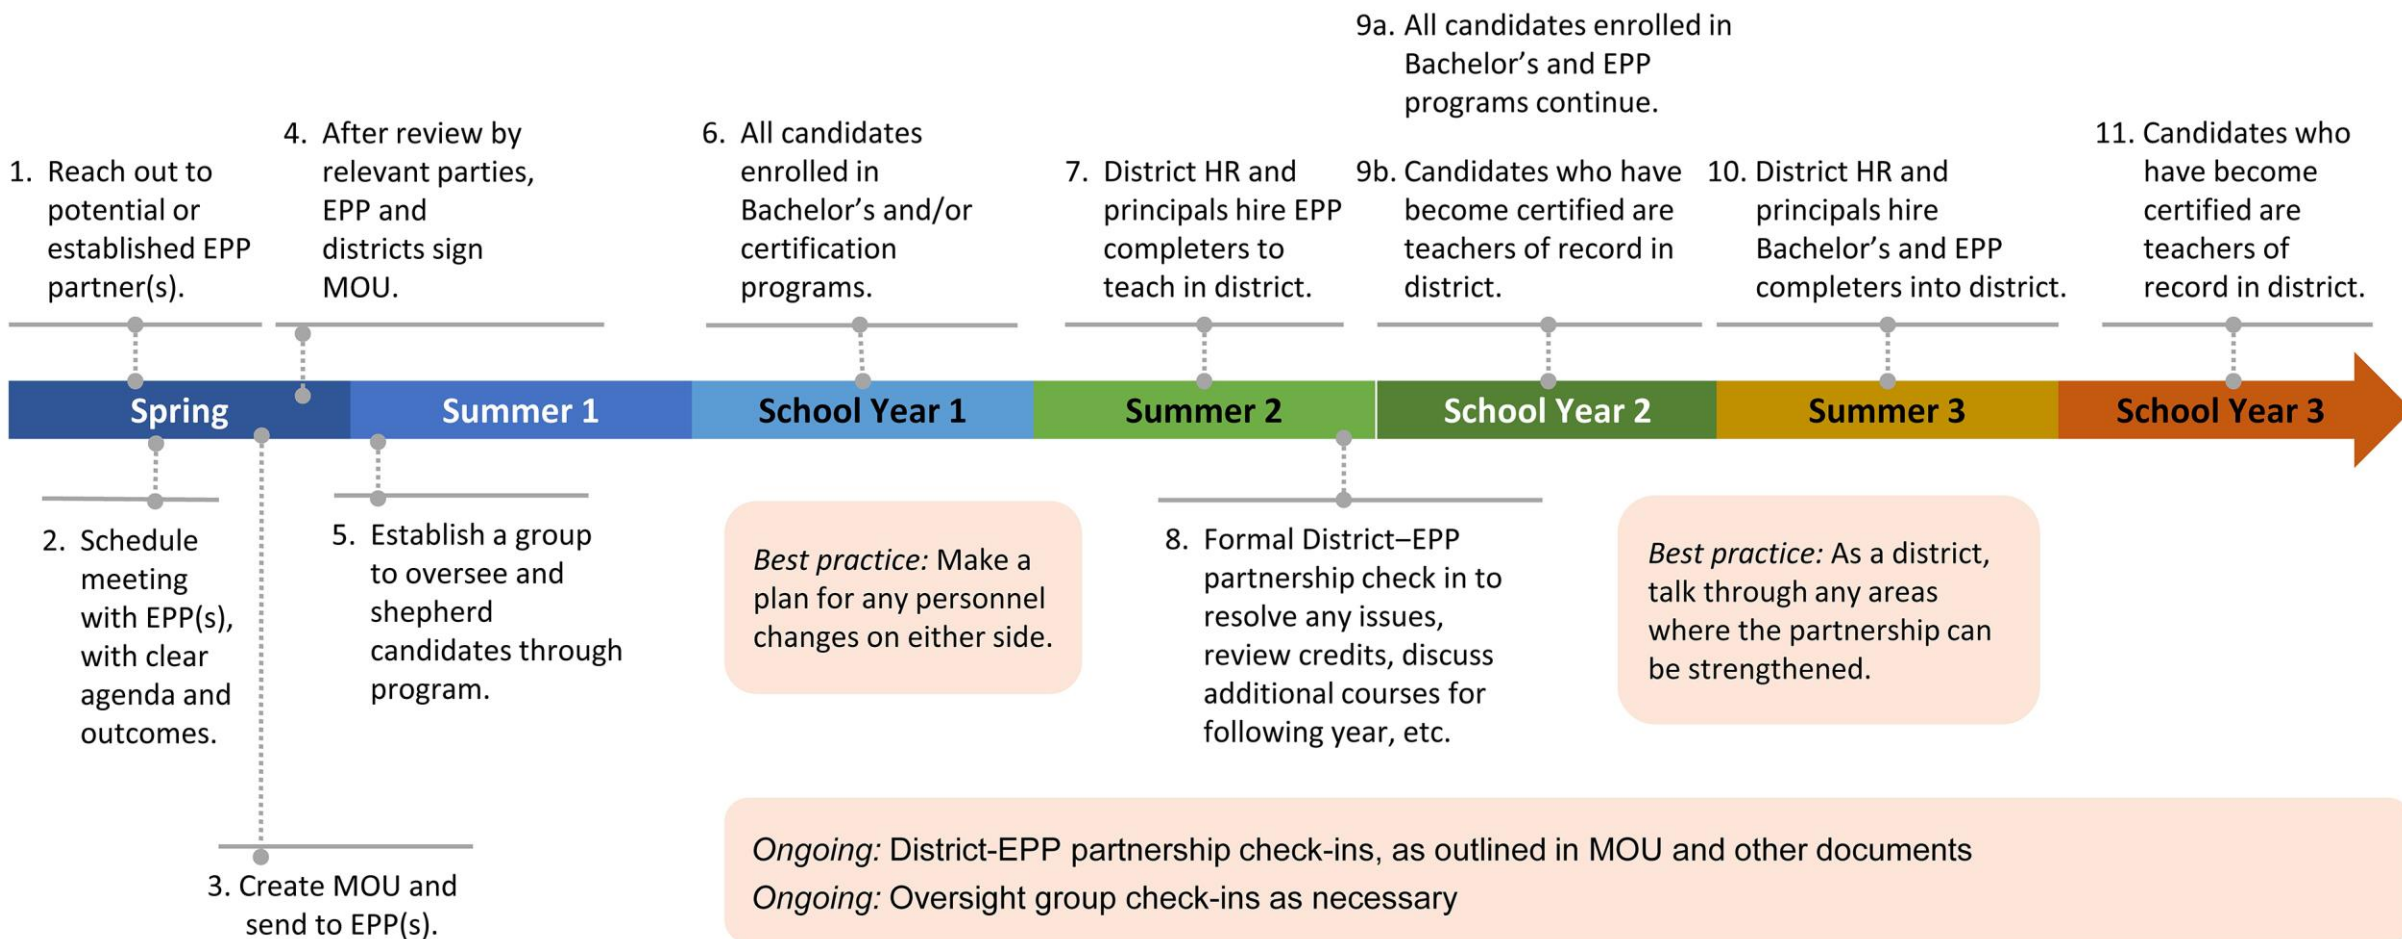 1. Reach out to
potential or
established EPP
partner(s).
4. After review by
relevant parties,
EPP and
districts sign
MOU.
6. All candidates
enrolled in
Bachelor’s and/or
certification
programs.
7. District HR and
principals hire EPP
completers to
teach in district.
9a. All candidates enrolled in
Bachelor’s and EPP
programs continue.
9b. Candidates who have
become certified are
teachers of record in
district.
10. District HR and
principals hire
Bachelor’s and EPP
completers into district.
11. Candidates who
have become
certified are
teachers of
record in district.
Spring
Summer 1
School Year 1
Summer 2
School Year 2
Summer 3
School Year 3
2. Schedule
meeting
with EPP(s),
with clear
agenda and
outcomes.
3. Create MOU and
send to EPP(s).
5. Establish a group
to oversee and
shepherd
candidates through
program.
Best practice: Make a
plan for any personnel
changes on either side.
8. Formal District–EPP
partnership check in to
resolve any issues,
review credits, discuss
additional courses for
following year, etc.
Best practice: As a district,
talk through any areas
where the partnership can
be strengthened.
Ongoing: District-EPP partnership check-ins, as outlined in MOU and other documents
Ongoing: Oversight group check-ins as necessary